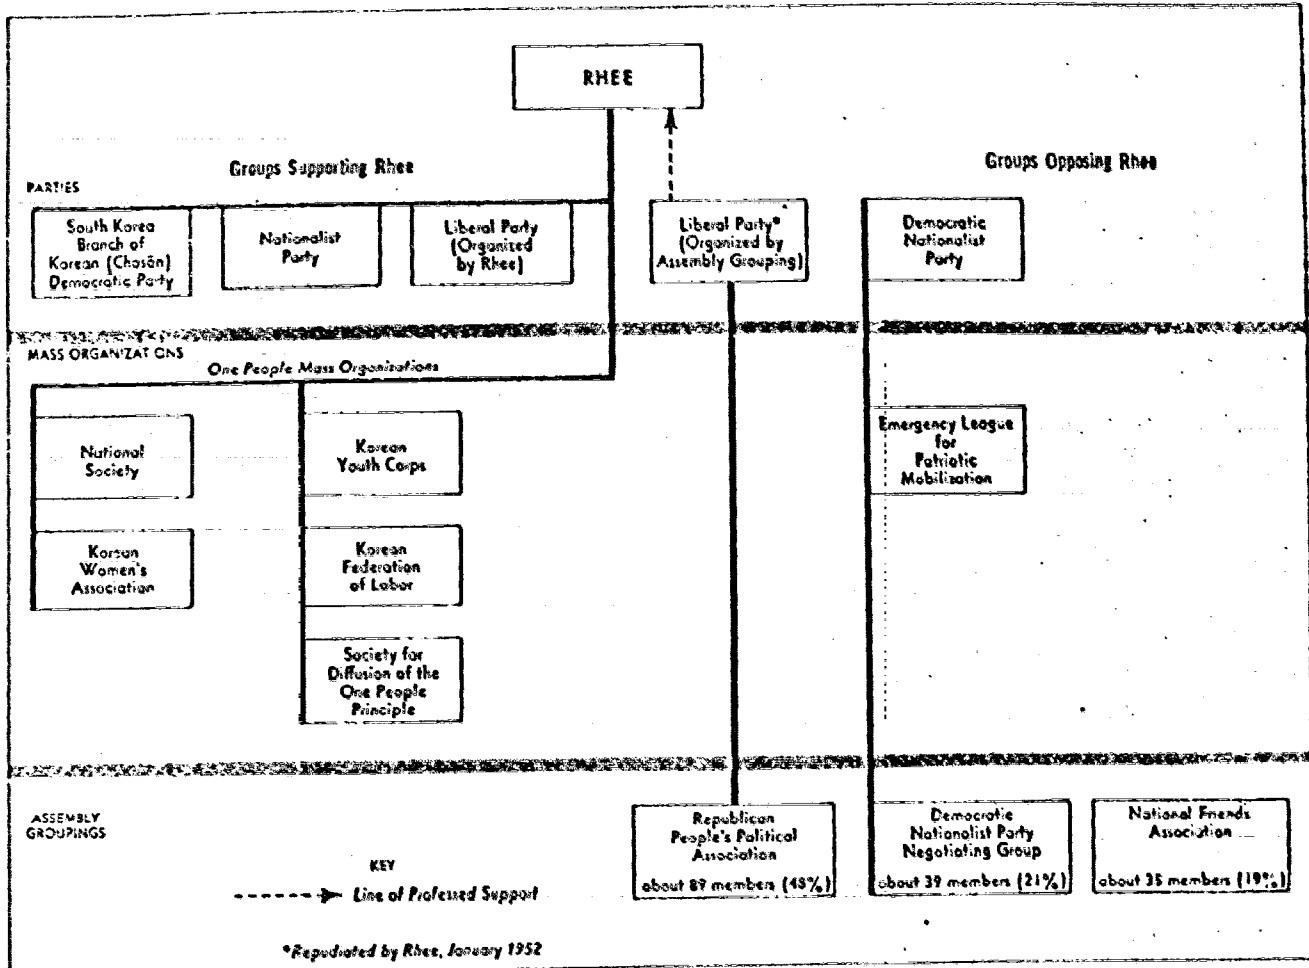 RHEE
Groups Supporting Rhee
Groups Opposing Rhee
PARTIES
South Korea
Branch of
Korean (Chosŏn)
Democratic Party
Nationalist
Party
Liberal Party
(Organized
by Rhee)
Liberal Party*
(Organized by
Assembly Grouping)
Democratic
Nationalist
Party
MASS ORGANIZATIONS
One People Mass Organizations
National
Society
Korean
Youth Corps
Emergency League
for
Patriotic
Mobilization
Korean
Women's
Association
Korean
Federation
of Labor
Society for
Diffusion of the
One People
Principle
ASSEMBLY
GROUPINGS
Republican
People's Political
Association
about 89 members (48%)
Democratic
Nationalist Party
Negotiating Group
about 39 members (21%)
National Friends
Association
about 35 members (19%)
KEY
Line of Professed Support
*Repudiated by Rhee, January 1952